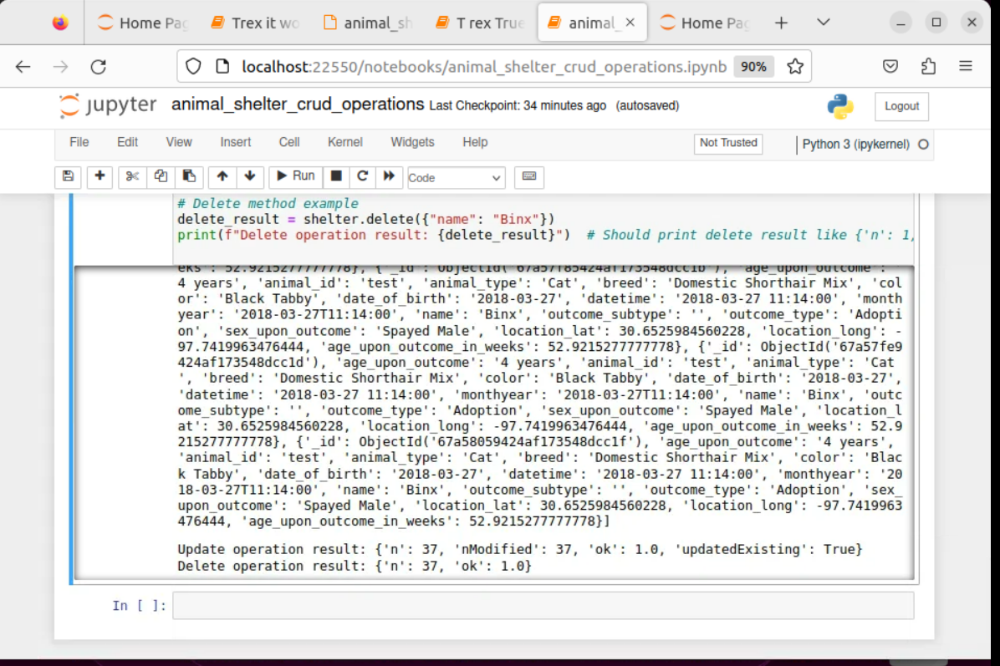 Home Pag
Trex it wo
animal_sh
T rex True
animal_
Home Pag
localhost:22550/notebooks/animal_shelter_crud_operations.ipynb
90%
jupyter
animal_shelter_crud_operations Last Checkpoint: 34 minutes ago (autosaved)
Logout
File Edit View Insert Cell Kernel Widgets Help
Not Trusted
Python 3 (ipykernel)
Run
Code
# Delete method example
delete_result = shelter.delete({"name": "Binx"})
print(f"Delete operation result: {delete_result}")  # Should print delete result like {'n': 1,
eks': 52.9215277777778}, {'_id': ObjectId('67a57f85424af173548dcc1b'), 'age_upon_outcome': '
4 years', 'animal_id': 'test', 'animal_type': 'Cat', 'breed': 'Domestic Shorthair Mix', 'col
or': 'Black Tabby', 'date_of_birth': '2018-03-27', 'datetime': '2018-03-27 11:14:00', 'month
year': '2018-03-27T11:14:00', 'name': 'Binx', 'outcome_subtype': '', 'outcome_type': 'Adopti
on', 'sex_upon_outcome': 'Spayed Male', 'location_lat': 30.6525984560228, 'location_long': -
97.7419963476444, 'age_upon_outcome_in_weeks': 52.9215277777778}, {'_id': ObjectId('67a57fe9
424af173548dcc1d'), 'age_upon_outcome': '4 years', 'animal_id': 'test', 'animal_type': 'Cat
', 'breed': 'Domestic Shorthair Mix', 'color': 'Black Tabby', 'date_of_birth': '2018-03-27',
'datetime': '2018-03-27 11:14:00', 'monthyear': '2018-03-27T11:14:00', 'name': 'Binx', 'outc
ome_subtype': '', 'outcome_type': 'Adoption', 'sex_upon_outcome': 'Spayed Male', 'location_l
at': 30.6525984560228, 'location_long': -97.7419963476444, 'age_upon_outcome_in_weeks': 52.9
215277777778}, {'_id': ObjectId('67a58059424af173548dcc1f'), 'age_upon_outcome': '4 years',
'animal_id': 'test', 'animal_type': 'Cat', 'breed': 'Domestic Shorthair Mix', 'color': 'Blac
k Tabby', 'date_of_birth': '2018-03-27', 'datetime': '2018-03-27 11:14:00', 'monthyear': '20
18-03-27T11:14:00', 'name': 'Binx', 'outcome_subtype': '', 'outcome_type': 'Adoption', 'sex_
upon_outcome': 'Spayed Male', 'location_lat': 30.6525984560228, 'location_long': -97.7419963
476444, 'age_upon_outcome_in_weeks': 52.9215277777778}]
Update operation result: {'n': 37, 'nModified': 37, 'ok': 1.0, 'updatedExisting': True}
Delete operation result: {'n': 37, 'ok': 1.0}
In [ ]: